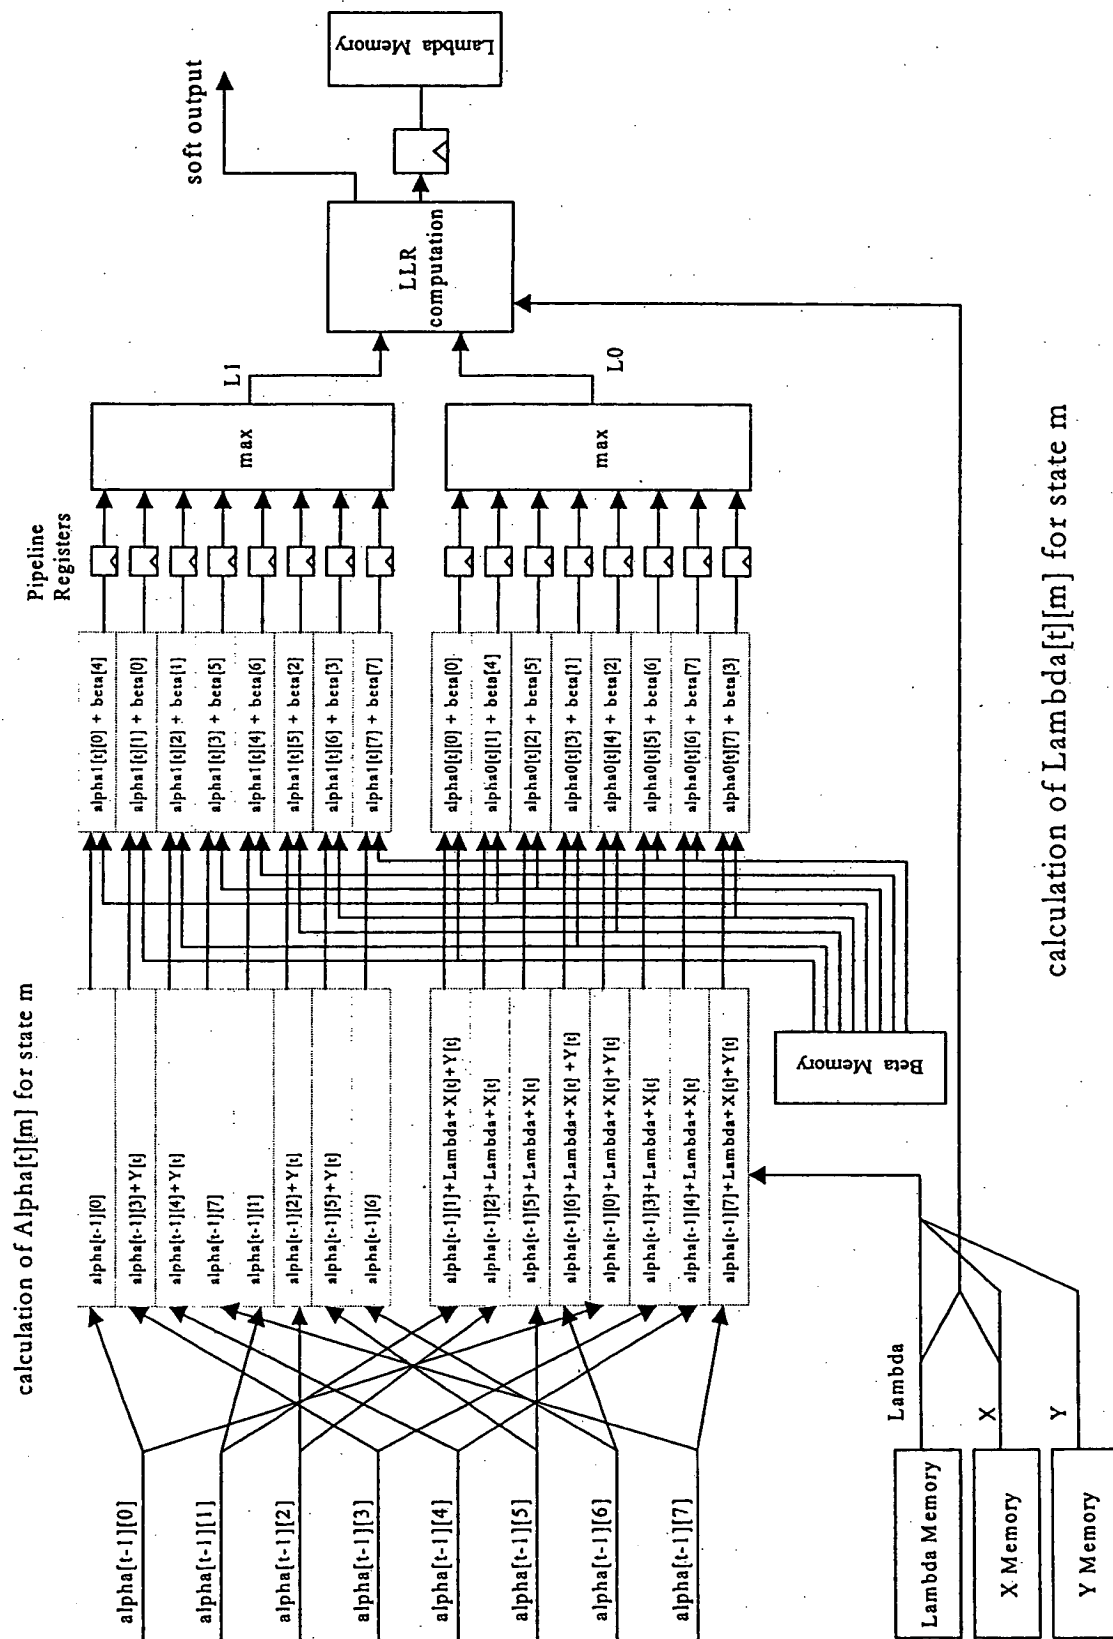 calculation of Alpha[t][m] for state m
alpha[t-1][0]
alpha[t-1][1]
alpha[t-1][2]
alpha[t-1][3]
alpha[t-1][4]
alpha[t-1][5]
alpha[t-1][6]
alpha[t-1][7]
Lambda Memory
X Memory
Y Memory
Lambda
X
Y
alpha[t-1][0]
alpha[t-1][3]+Y[t]
alpha[t-1][4]+Y[t]
alpha[t-1][7]
alpha[t-1][1]
alpha[t-1][2]+Y[t]
alpha[t-1][5]+Y[t]
alpha[t-1][6]
alpha[t-1][1]+Lambda+X[t]+Y[t]
alpha[t-1][2]+Lambda+X[t]
alpha[t-1][5]+Lambda+X[t]
alpha[t-1][6]+Lambda+X[t]+Y[t]
alpha[t-1][0]+Lambda+X[t]+Y[t]
alpha[t-1][3]+Lambda+X[t]
alpha[t-1][4]+Lambda+X[t]
alpha[t-1][7]+Lambda+X[t]+Y[t]
Beta Memory
alpha1[t][0] + beta[4]
alpha1[t][1] + beta[0]
alpha1[t][2] + beta[1]
alpha1[t][3] + beta[5]
alpha1[t][4] + beta[6]
alpha1[t][5] + beta[2]
alpha1[t][6] + beta[3]
alpha1[t][7] + beta[7]
alpha0[t][0] + beta[0]
alpha0[t][1] + beta[4]
alpha0[t][2] + beta[5]
alpha0[t][3] + beta[1]
alpha0[t][4] + beta[2]
alpha0[t][5] + beta[6]
alpha0[t][6] + beta[7]
alpha0[t][7] + beta[3]
Pipeline
Registers
max
max
L1
L0
LLR
computation
soft output
Lambda Memory
calculation of Lambda[t][m] for state m